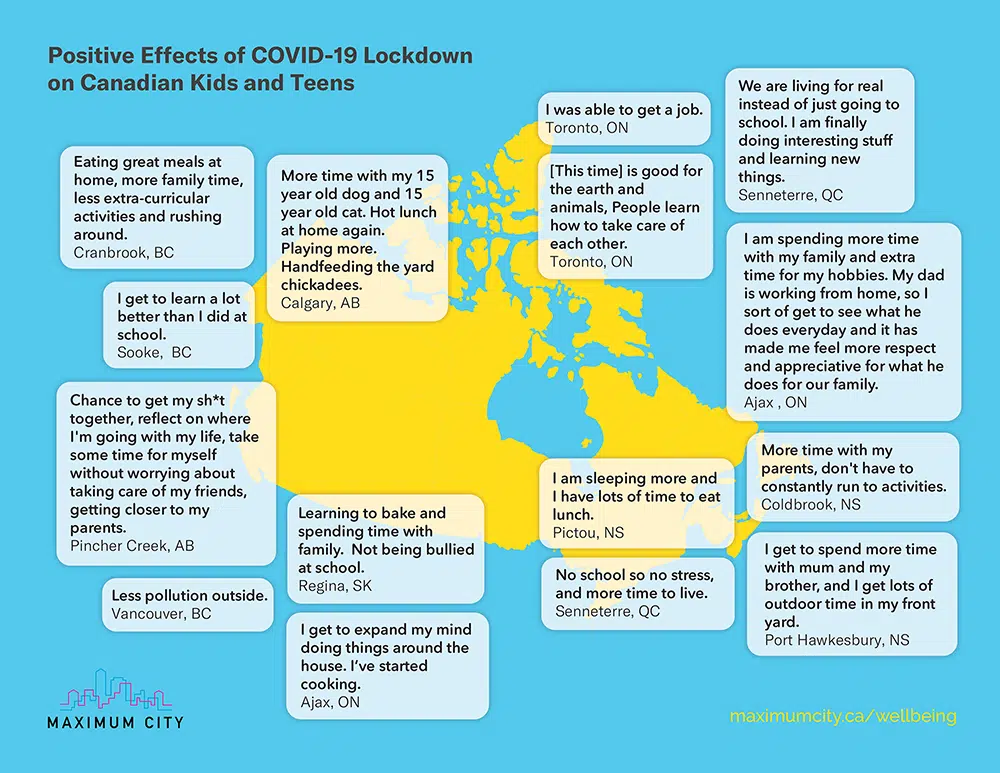 Positive Effects of COVID-19 Lockdown
on Canadian Kids and Teens
Eating great meals at
home, more family time,
less extra-curricular
activities and rushing
around.
Cranbrook, BC
More time with my 15
year old dog and 15
year old cat. Hot lunch
at home again.
Playing more.
Handfeeding the yard
chickadees.
Calgary, AB
I was able to get a job.
Toronto, ON
[This time] is good for
the earth and
animals, People learn
how to take care of
each other.
Toronto, ON
We are living for real
instead of just going to
school. I am finally
doing interesting stuff
and learning new
things.
Senneterre, QC
I get to learn a lot
better than I did at
school.
Sooke, BC
I am spending more time
with my family and extra
time for my hobbies. My dad
is working from home, so I
sort of get to see what he
does everyday and it has
made me feel more respect
and appreciative for what he
does for our family.
Ajax , ON
Chance to get my sh*t
together, reflect on where
I'm going with my life, take
some time for myself
without worrying about
taking care of my friends,
getting closer to my
parents.
Pincher Creek, AB
Learning to bake and
spending time with
family. Not being bullied
at school.
Regina, SK
I am sleeping more and
I have lots of time to eat
lunch.
Pictou, NS
More time with my
parents, don't have to
constantly run to activities.
Coldbrook, NS
Less pollution outside.
Vancouver, BC
I get to expand my mind
doing things around the
house. I've started
cooking.
Ajax, ON
No school so no stress,
and more time to live.
Senneterre, QC
I get to spend more time
with mum and my
brother, and I get lots of
outdoor time in my front
yard.
Port Hawkesbury, NS
MAXIMUM CITY
maximumcity.ca/wellbeing